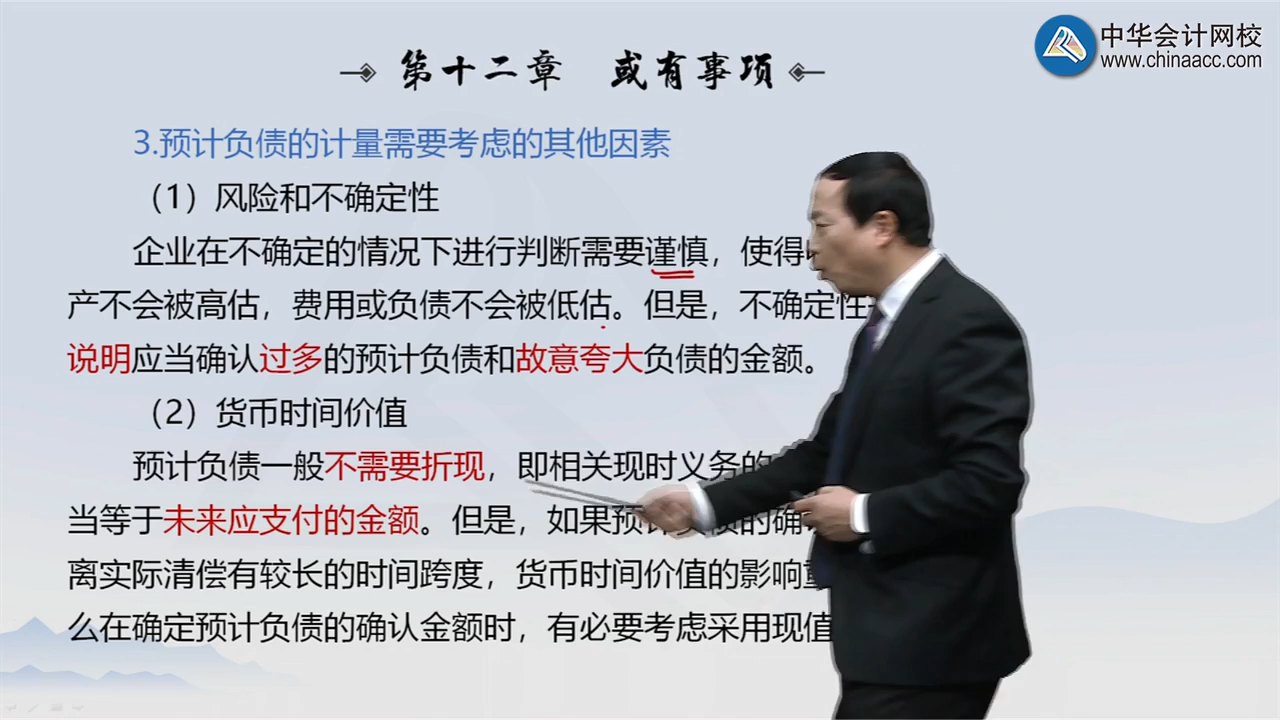 中华会计网校
www.chinaacc.com
第十二章 或有事项
3.预计负债的计量需要考虑的其他因素
（1）风险和不确定性
企业在不确定的情况下进行判断需要谨慎，使得
产不会被高估，费用或负债不会被低估。但是，不确定性
说明应当确认过多的预计负债和故意夸大负债的金额。
（2）货币时间价值
预计负债一般不需要折现，即相关现时义务的
当等于未来应支付的金额。但是，如果预计负债的确
离实际清偿有较长的时间跨度，货币时间价值的影响
么在确定预计负债的确认金额时，有必要考虑采用现值